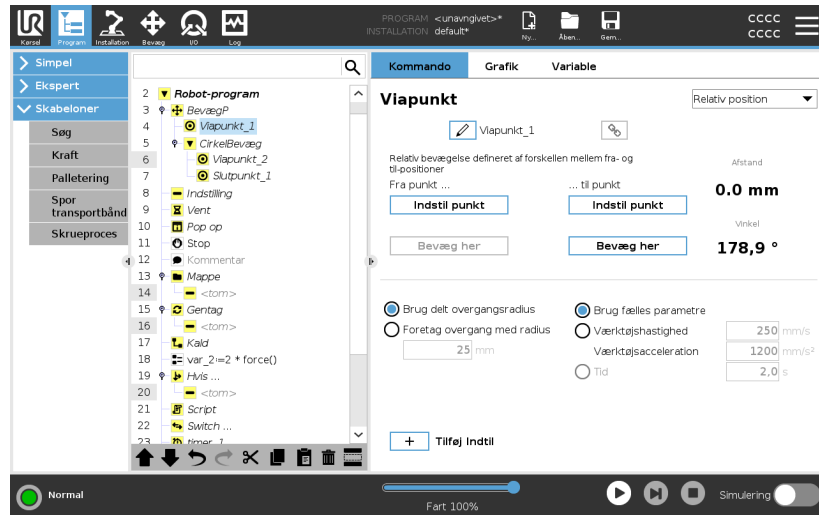 PROGRAM <unavngivet>*
INSTALLATION default*
Kørsel
Program
Installation
Bevæg
I/O
Log
Ny...
Åben...
Gem...
CCCC
CCCC
Simpel
Ekspert
Skabeloner
Søg
Kraft
Palletering
Spor
transportbånd
Skrueproces
2 Robot-program
3 BevægP
4 Viapunkt_1
5 CirkelBevæg
6 Viapunkt_2
7 Slutpunkt_1
8 Indstilling
9 Vent
10 Pop op
11 Stop
12 Kommentar
13 Mappe
14 <tom>
15 Gentag
16 <tom>
17 Kald
18 var_2:=2 * force()
19 Hvis ...
20 <tom>
21 Script
22 Switch ...
23 timer_1
Kommando
Grafik
Variable
Viapunkt
Relativ position
Viapunkt_1
Relativ bevægelse defineret af forskellen mellem fra- og
til-positioner
Fra punkt ...
... til punkt
Indstil punkt
Indstil punkt
Bevæg her
Bevæg her
Afstand
0.0 mm
Vinkel
178,9 °
Brug delt overgangsradius
Foretag overgang med radius
25 mm
Brug fælles parametre
Værktøjshastighed 250 mm/s
Værktøjsacceleration 1200 mm/s²
Tid 2,0 s
+ Tilføj Indtil
Normal
Fart 100%
Simulering